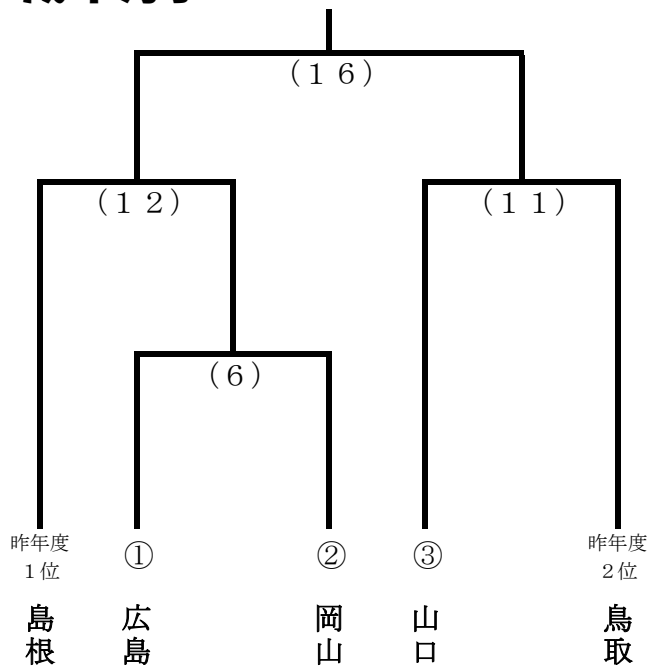 （１６）
（１２）
（１１）
（６）
昨年度
１位
①
②
③
昨年度
２位
島根
広島
岡山
山口
鳥取